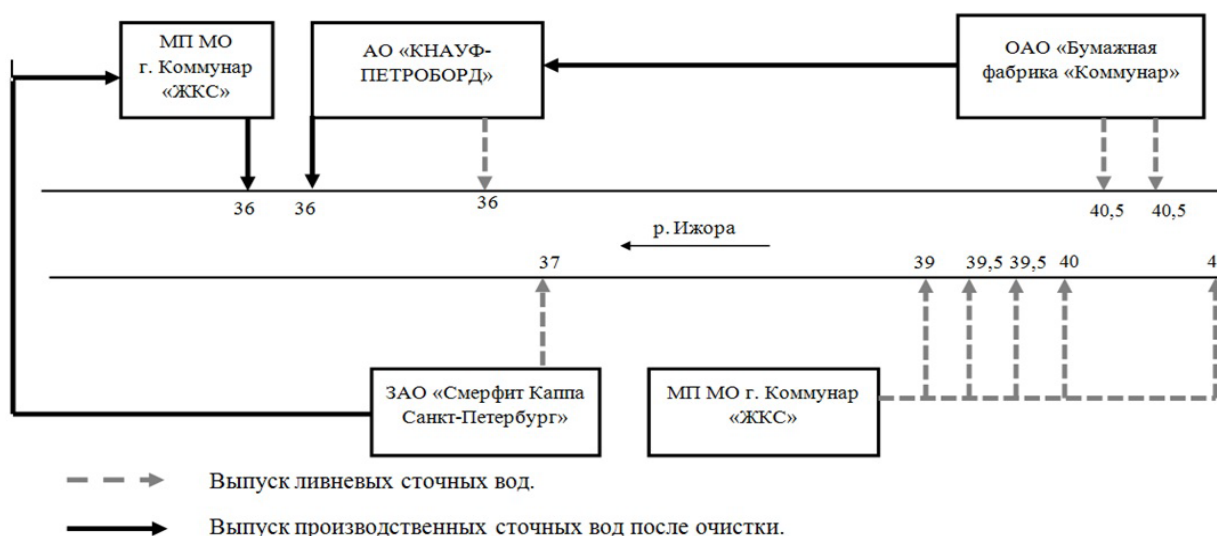 МП МО
г. Коммунар
«ЖКС»
АО «КНАУФ-
ПЕТРОБОРД»
ОАО «Бумажная
фабрика «Коммунар»
36
36
36
40,5
40,5
р. Ижора
37
39
39,5
39,5
40
4
ЗАО «Смерфит Каппа
Санкт-Петербург»
МП МО г. Коммунар
«ЖКС»
Выпуск ливневых сточных вод.
Выпуск производственных сточных вод после очистки.